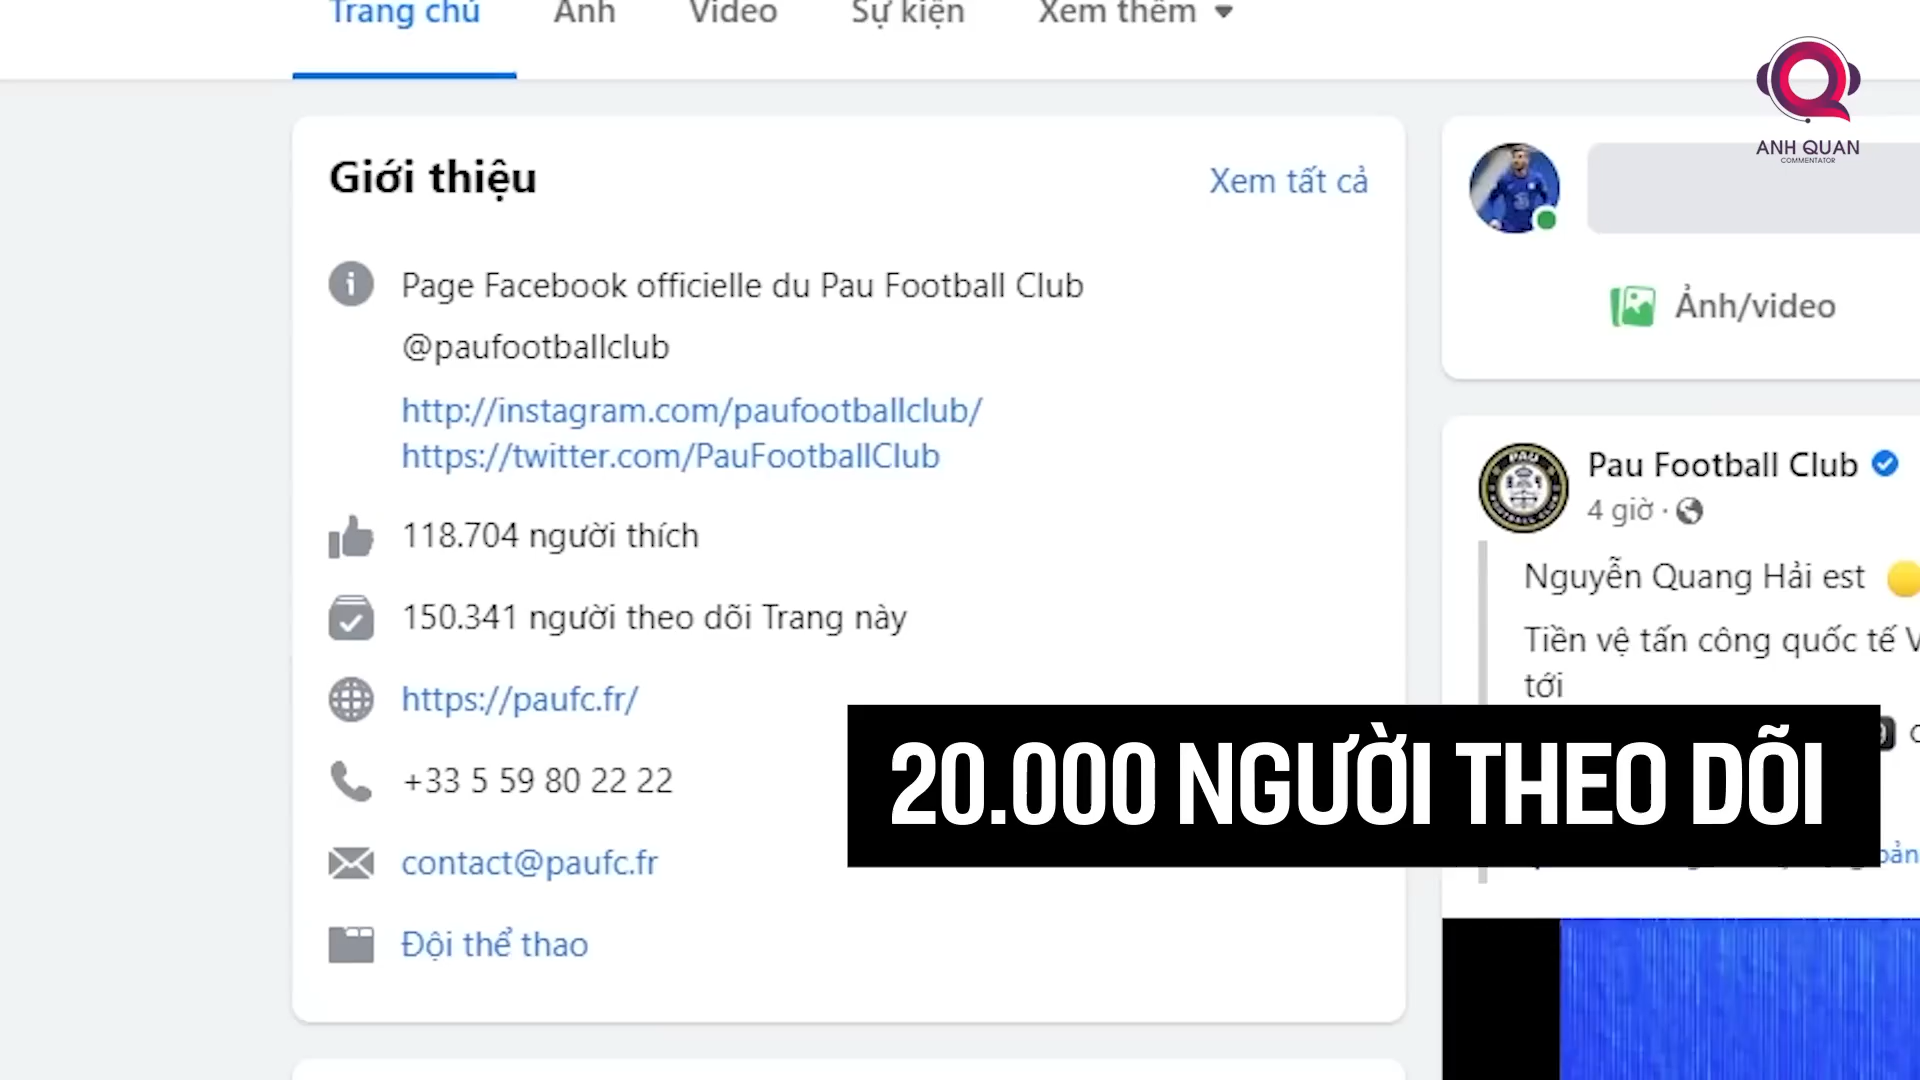 Trang chủ
Ảnh
Video
Sự kiện
Xem thêm
ANH QUAN
COMMENTATOR
Giới thiệu
Xem tất cả
Page Facebook officielle du Pau Football Club
@paufootballclub
http://instagram.com/paufootballclub/
https://twitter.com/PauFootballClub
118.704 người thích
150.341 người theo dõi Trang này
https://paufc.fr/
+33 5 59 80 22 22
contact@paufc.fr
Đội thể thao
Ảnh/video
Pau Football Club
4 giờ ·
PAU
FOOTBALL CLUB
Nguyễn Quang Hải est
Tiền vệ tấn công quốc tế V
tới
20.000 NGƯỜI THEO DÕI